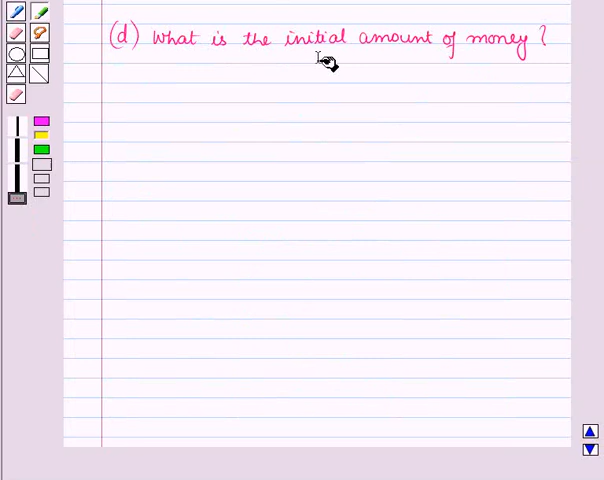 (d) What is the initial amount of money ?